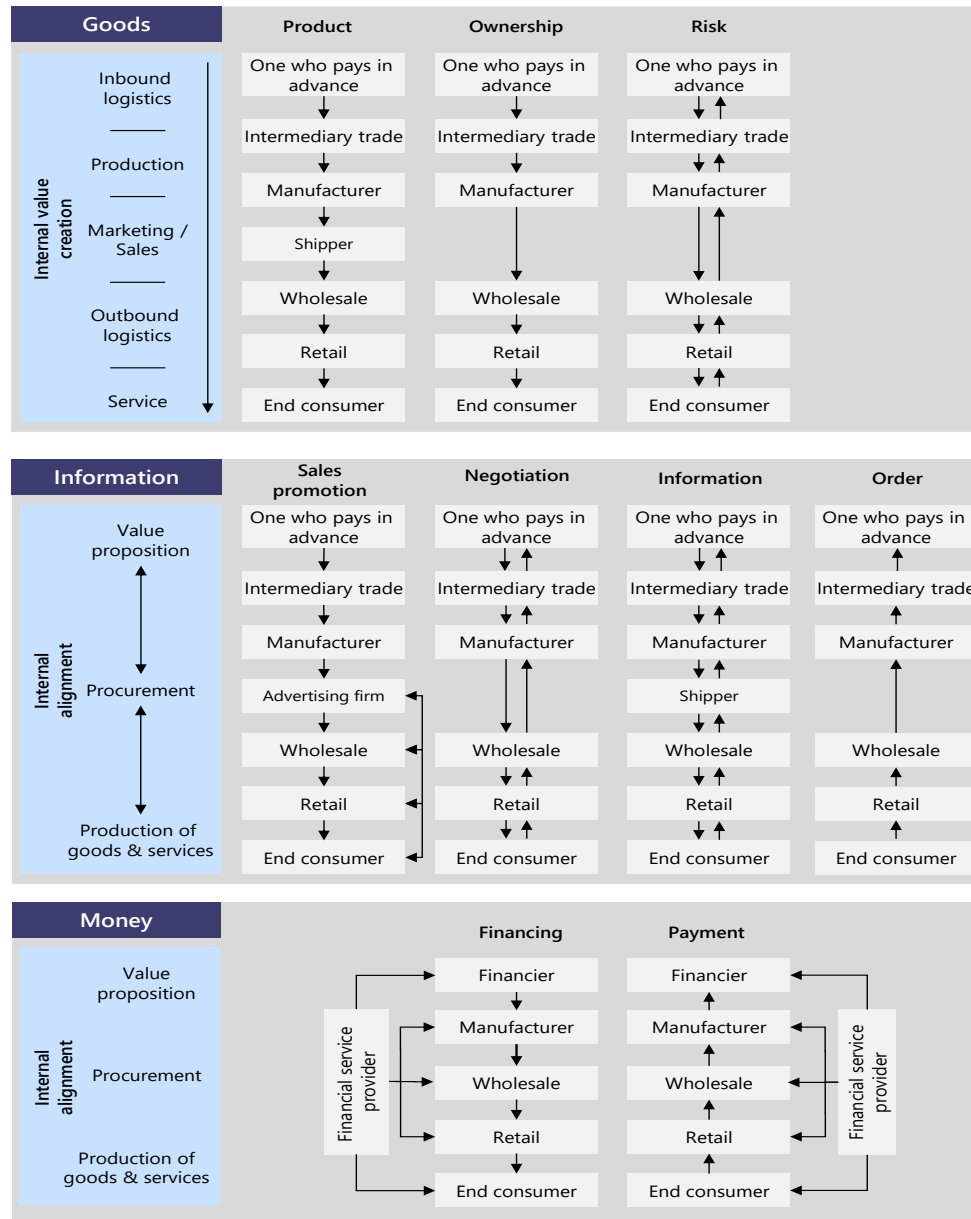 Goods
Product
Ownership
Risk
Internal value
creation
Inbound
logistics
Production
Marketing /
Sales
Outbound
logistics
Service
One who pays in
advance
Intermediary trade
Manufacturer
Shipper
Wholesale
Retail
End consumer
One who pays in
advance
Intermediary trade
Manufacturer
Wholesale
Retail
End consumer
One who pays in
advance
Intermediary trade
Manufacturer
Wholesale
Retail
End consumer
Information
Sales
promotion
Negotiation
Information
Order
Internal
alignment
Value
proposition
Procurement
Production of
goods & services
One who pays in
advance
Intermediary trade
Manufacturer
Advertising firm
Wholesale
Retail
End consumer
One who pays in
advance
Intermediary trade
Manufacturer
Wholesale
Retail
End consumer
One who pays in
advance
Intermediary trade
Manufacturer
Shipper
Wholesale
Retail
End consumer
One who pays in
advance
Intermediary trade
Manufacturer
Wholesale
Retail
End consumer
Money
Financing
Payment
Internal
alignment
Value
proposition
Procurement
Production of
goods & services
Financial service
provider
Financier
Manufacturer
Wholesale
Retail
End consumer
Financier
Manufacturer
Wholesale
Retail
End consumer
Financial service
provider